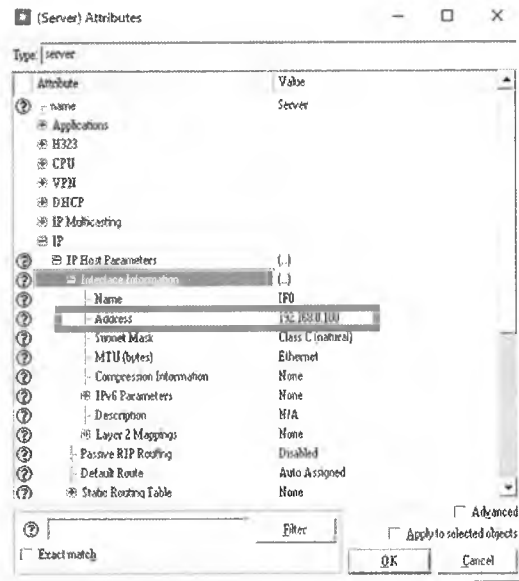 (Server) Attributes
Type: server
Attribute Value
name Server
Applications
H323
CPU
VPN
DHCP
IP Multicasting
IP
IP Host Parameters (...)
Interface Information (...)
Name IF0
Address 192.168.0.100
Subnet Mask Class C (natural)
MTU (bytes) Ethernet
Compression Information None
IPv6 Parameters None
Description N/A
Layer 2 Mappings None
Passive RIP Routing Disabled
Default Route Auto Assigned
Static Routing Table None
Advanced
Filter Apply to selected objects
Exact match
OK Cancel